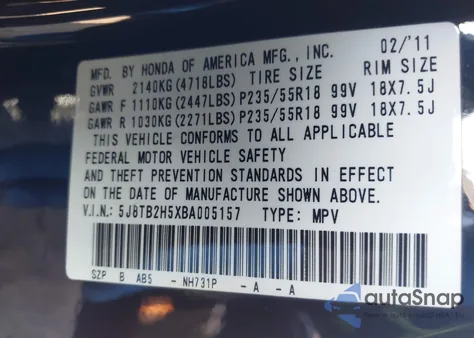 MFD. BY HONDA OF AMERICA MFG., INC. 02/'11
GVWR 2140KG(4718LBS) TIRE SIZE RIM SIZE
GAWR F 1110KG(2447LBS)P235/55R18 99V 18X7.5J
GAWR R 1030KG(2271LBS)P235/55R18 99V 18X7.5J
THIS VEHICLE CONFORMS TO ALL APPLICABLE
FEDERAL MOTOR VEHICLE SAFETY
AND THEFT PREVENTION STANDARDS IN EFFECT
ON THE DATE OF MANUFACTURE SHOWN ABOVE.
V.I.N.: 5J8TB2H5XBA005157 TYPE: MPV
SZP B AB5 - NH731P - A - A
autoSnap